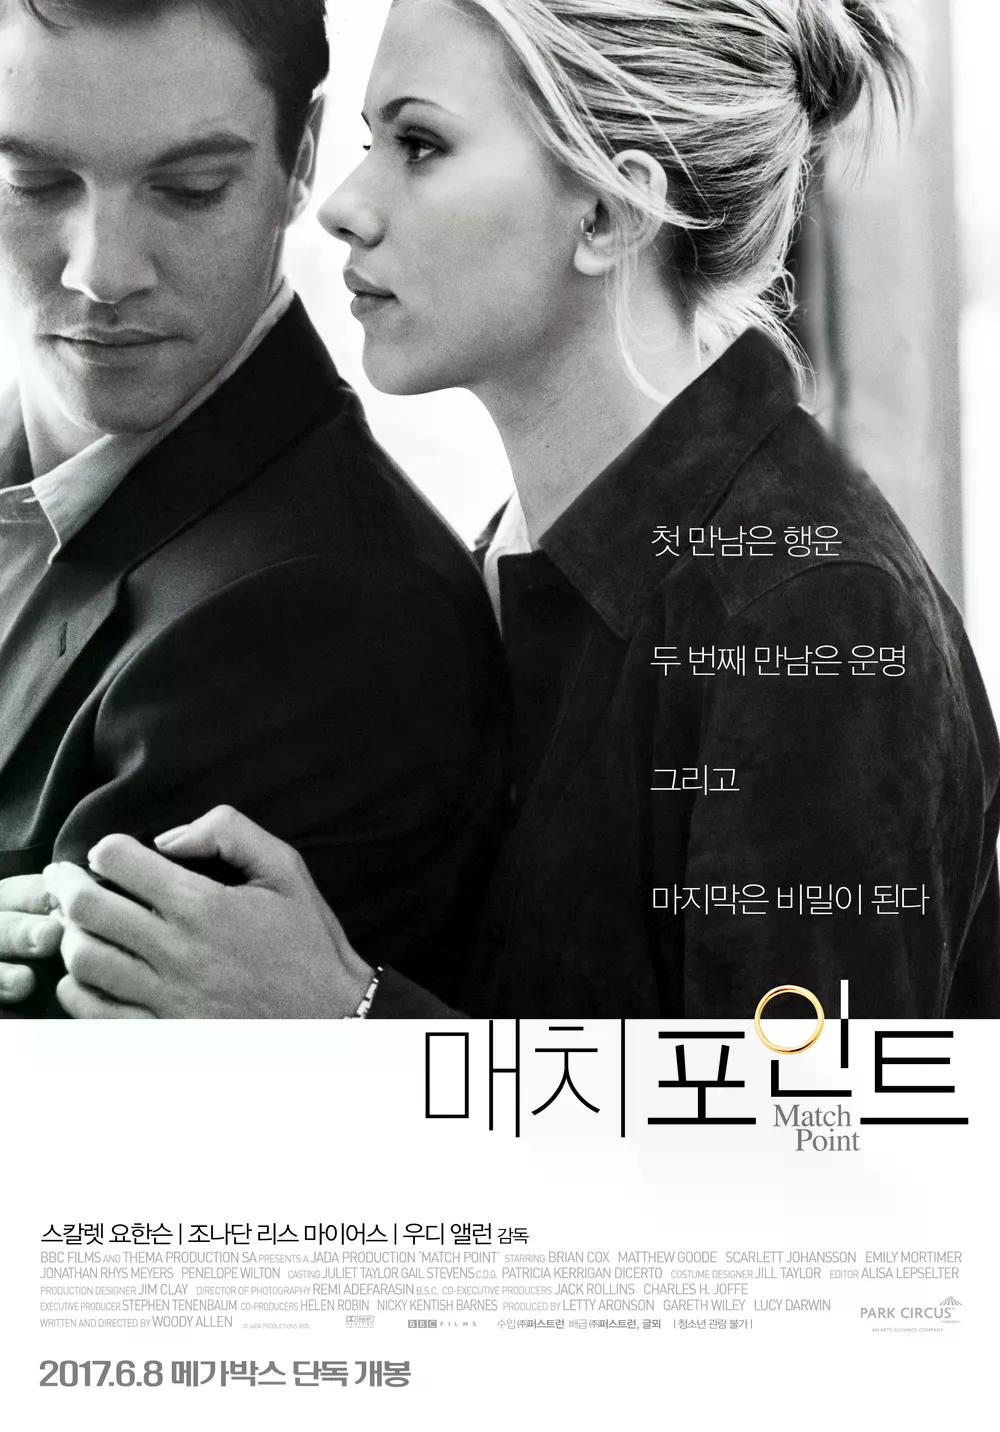 첫 만남은 행운
두 번째 만남은 운명
그리고
마지막은 비밀이 된다
매치 포인트
Match
Point
스칼렛 요한슨 | 조나단 리스 마이어스 | 우디 앨런 감독
BBC FILMS AND THEMA PRODUCTION SA PRESENTS A JADA PRODUCTION 'MATCH POINT' STARRING BRIAN COX MATTHEW GOODE SCARLETT JOHANSSON EMILY MORTIMER
JONATHAN RHYS MEYERS PENELOPE WILTON CASTING JULIET TAYLOR GAIL STEVENS C.D.G. PATRICIA KERRIGAN DICERTO COSTUME DESIGNER JILL TAYLOR EDITOR ALISA LEPSELTER
PRODUCTION DESIGNER JIM CLAY DIRECTOR OF PHOTOGRAPHY REMI ADEFARASIN B.S.C. CO-EXECUTIVE PRODUCERS JACK ROLLINS CHARLES H. JOFFE
EXECUTIVE PRODUCER STEPHEN TENENBAUM CO-PRODUCERS HELEN ROBIN NICKY KENTISH BARNES PRODUCED BY LETTY ARONSON GARETH WILEY LUCY DARWIN
WRITTEN AND DIRECTED BY WOODY ALLEN © JADA PRODUCTIONS 2005 BBC FILMS 수입 ㈜퍼스트런 배급 ㈜퍼스트런, 글뫼 | 청소년 관람 불가 |
PARK CIRCUS
AN ARTS ALLIANCE COMPANY
2017.6.8 메가박스 단독 개봉